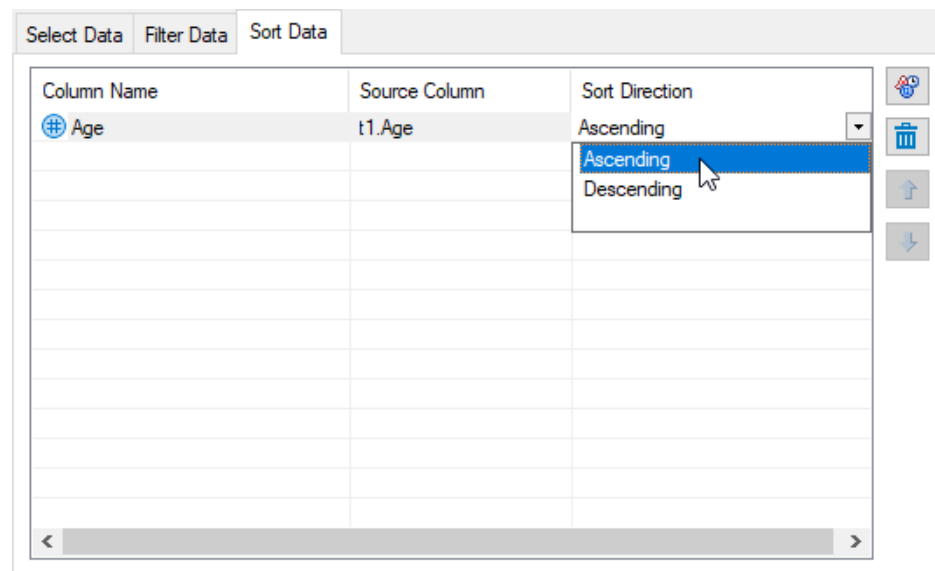 Select Data Filter Data Sort Data
Column Name Source Column Sort Direction
Age t1.Age Ascending
Ascending
Descending